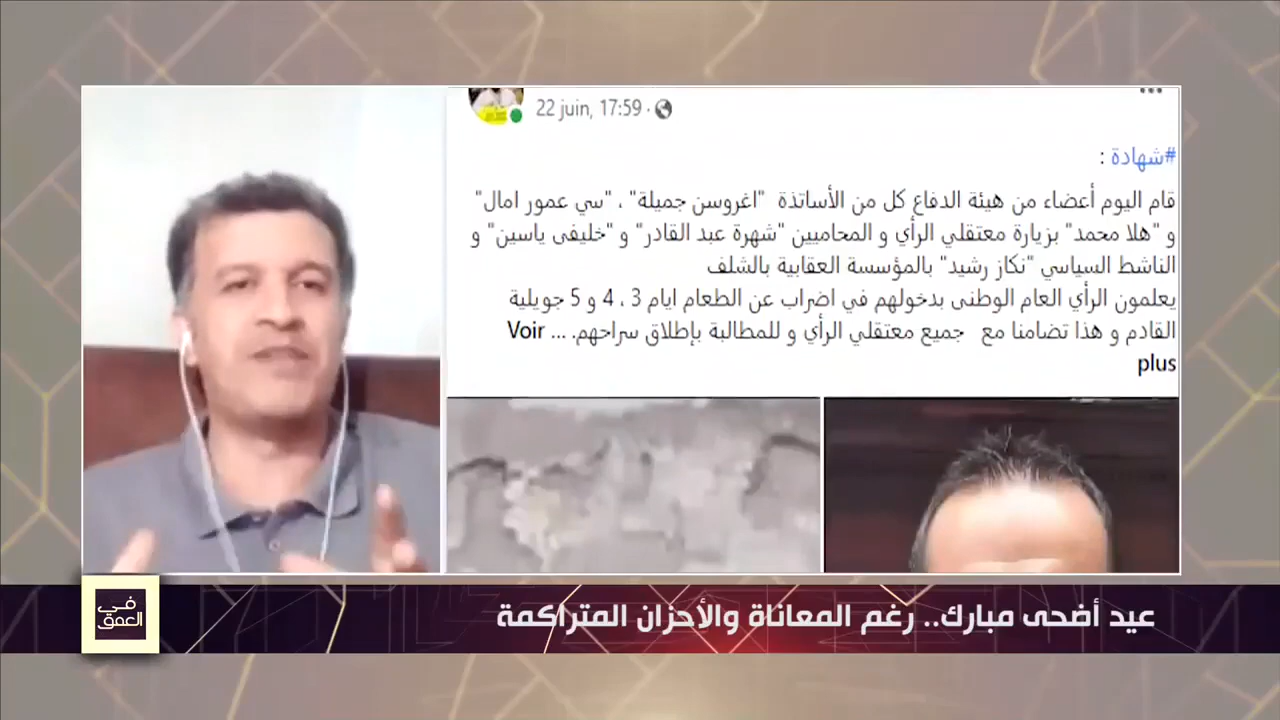 22 juin, 17:59 ·
#شهادة :
قام اليوم أعضاء من هيئة الدفاع كل من الأساتذة "اغروسن جميلة" ، "سي عمور امال"
و "هلا محمد" بزيارة معتقلي الرأي و المحاميين "شهرة عبد القادر" و "خليفى ياسين" و
الناشط السياسي "نكاز رشيد" بالمؤسسة العقابية بالشلف
يعلمون الرأي العام الوطنى بدخولهم في اضراب عن الطعام ايام 3 ، 4 و 5 جويلية
القادم و هذا تضامنا مع جميع معتقلي الرأي و للمطالبة بإطلاق سراحهم. ... Voir
plus
عيد أضحى مبارك.. رغم المعاناة والأحزان المتراكمة
في
العمق